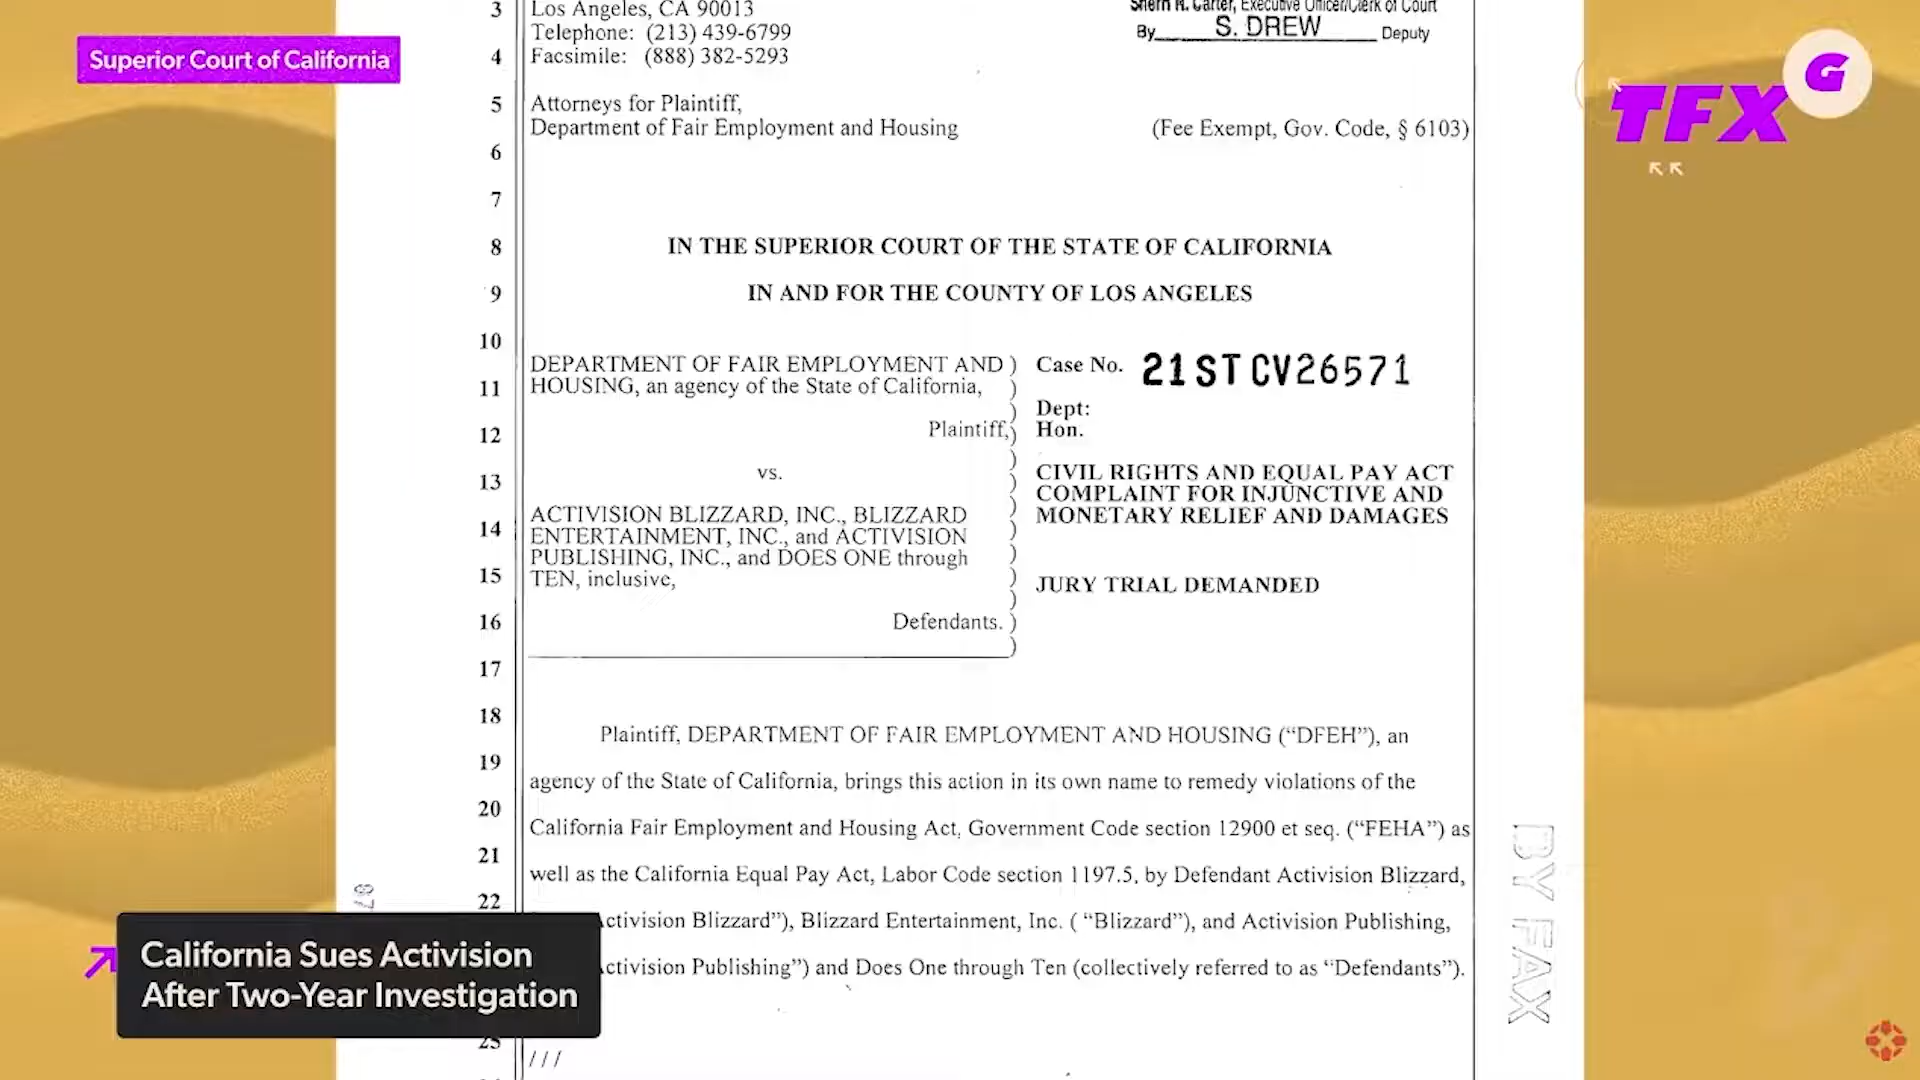 Superior Court of California
TFX
G
3 Los Angeles, CA 90013
Telephone: (213) 439-6799
4 Facsimile: (888) 382-5293
Sherri R. Carter, Executive Officer/Clerk of Court
By S. DREW Deputy
5 Attorneys for Plaintiff,
Department of Fair Employment and Housing (Fee Exempt, Gov. Code, § 6103)
6
7
8 IN THE SUPERIOR COURT OF THE STATE OF CALIFORNIA
9 IN AND FOR THE COUNTY OF LOS ANGELES
10
DEPARTMENT OF FAIR EMPLOYMENT AND )
11 HOUSING, an agency of the State of California, )
)
12 Plaintiff, )
)
13 vs. )
)
14 ACTIVISION BLIZZARD, INC., BLIZZARD )
ENTERTAINMENT, INC., and ACTIVISION )
PUBLISHING, INC., and DOES ONE through )
15 TEN, inclusive, )
)
16 Defendants. )
)
17
Case No. 21STCV26571
Dept:
Hon.
CIVIL RIGHTS AND EQUAL PAY ACT
COMPLAINT FOR INJUNCTIVE AND
MONETARY RELIEF AND DAMAGES
JURY TRIAL DEMANDED
18 Plaintiff, DEPARTMENT OF FAIR EMPLOYMENT AND HOUSING (“DFEH”), an
19 agency of the State of California, brings this action in its own name to remedy violations of the
20 California Fair Employment and Housing Act, Government Code section 12900 et seq. (“FEHA”) as
21 well as the California Equal Pay Act, Labor Code section 1197.5, by Defendant Activision Blizzard,
22 ctivision Blizzard”), Blizzard Entertainment, Inc. ( “Blizzard”), and Activision Publishing,
ctivision Publishing”) and Does One through Ten (collectively referred to as “Defendants”).
25 ///
BY FAX
California Sues Activision
After Two-Year Investigation